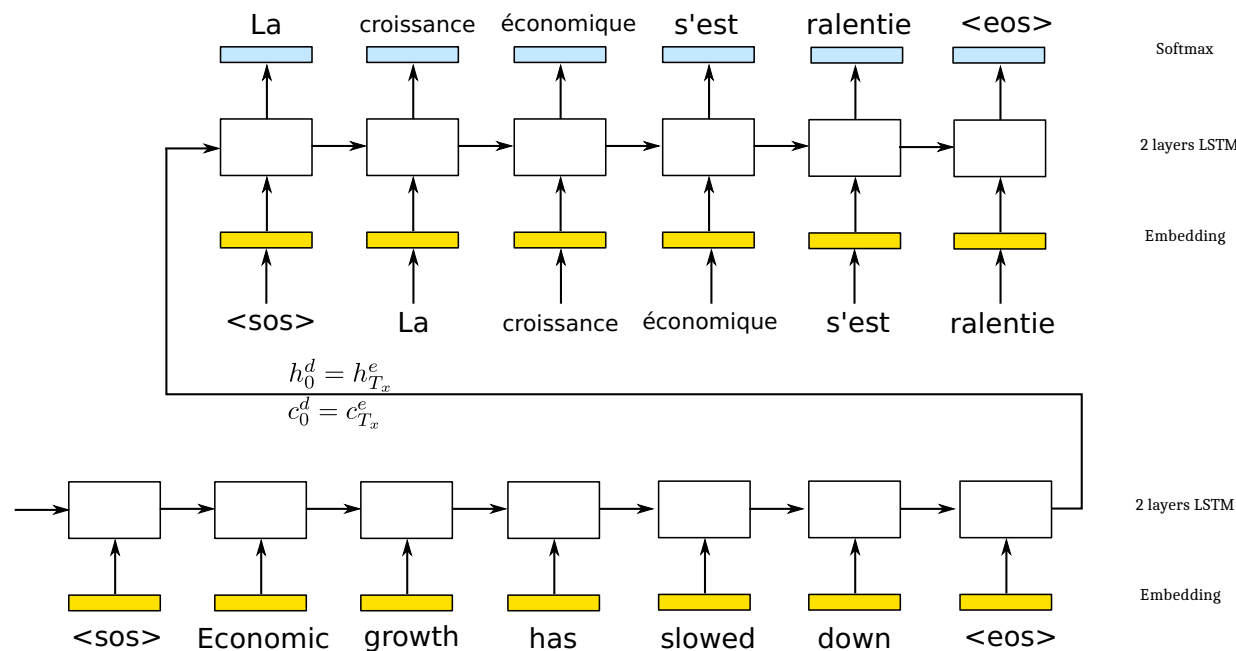 La croissance économique s'est ralentie <eos>
Softmax
2 layers LSTM
Embedding
<sos> La croissance économique s'est ralentie
h_0^d = h_{T_x}^e
c_0^d = c_{T_x}^e
2 layers LSTM
Embedding
<sos> Economic growth has slowed down <eos>